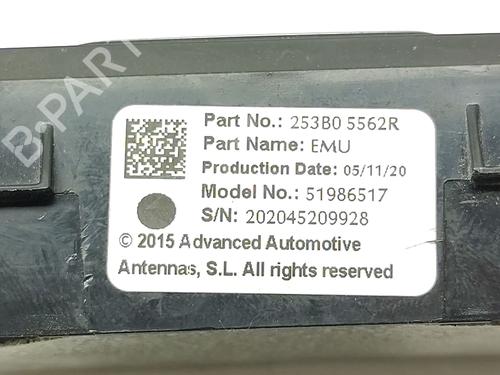 B-PARTS
Part No.: 253B0 5562R
Part Name: EMU
Production Date: 05/11/20
Model No.: 51986517
S/N: 202045209928
© 2015 Advanced Automotive
Antennas, S.L. All rights reserved